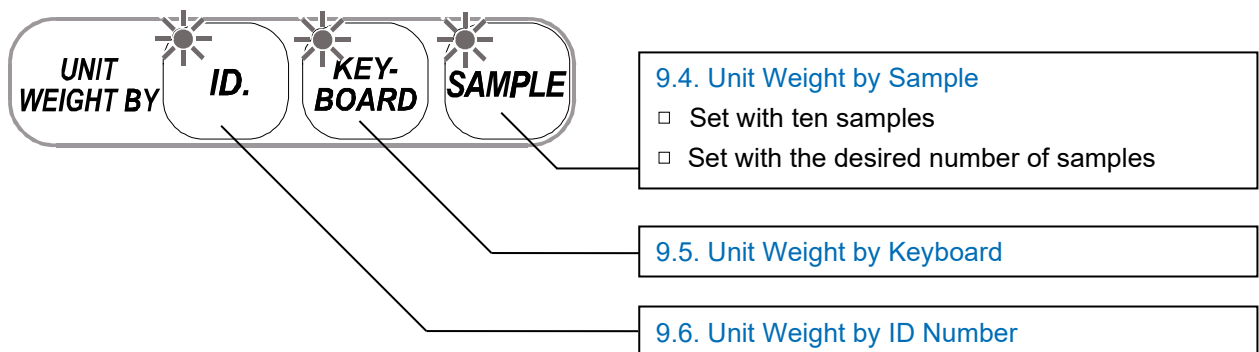 UNIT
WEIGHT BY
ID.
KEY-
BOARD
SAMPLE
9.4. Unit Weight by Sample
□ Set with ten samples
□ Set with the desired number of samples
9.5. Unit Weight by Keyboard
9.6. Unit Weight by ID Number